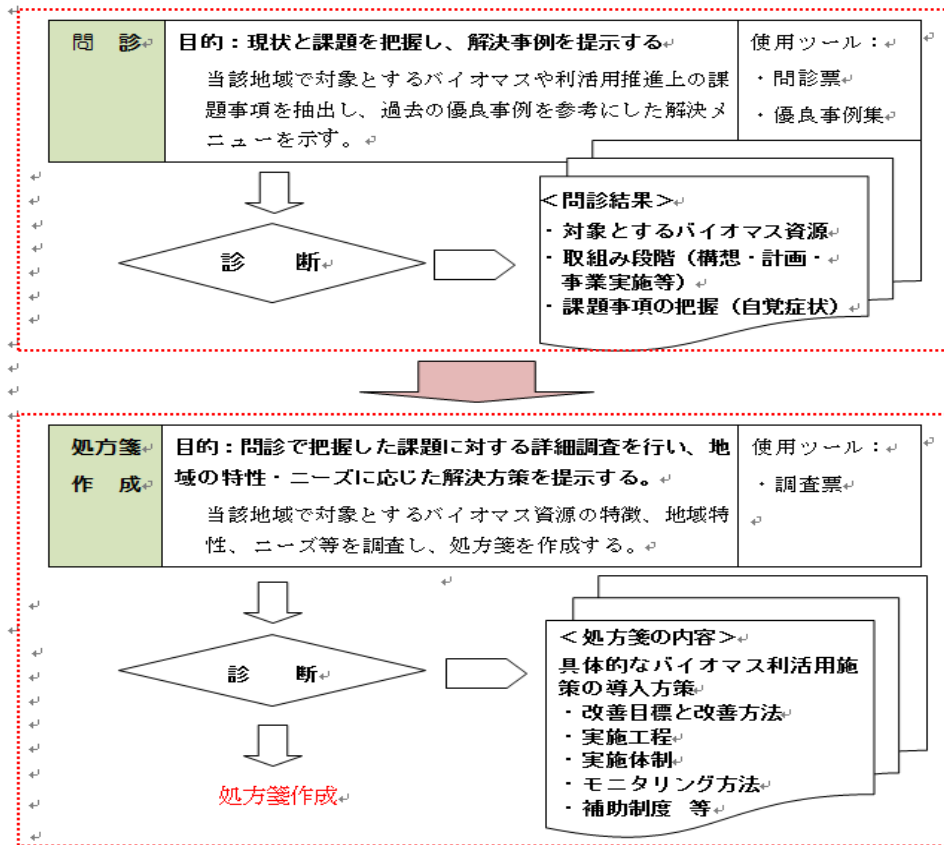 問　診
目的：現状と課題を把握し、解決事例を提示する
当該地域で対象とするバイオマスや利活用推進上の課
題事項を抽出し、過去の優良事例を参考にした解決メ
ニューを示す。
使用ツール：
・問診票
・優良事例集
診　　断
＜問診結果＞
・対象とするバイオマス資源
・取組み段階（構想・計画・
事業実施等）
・課題事項の把握（自覚症状）
処方箋
作　成
目的：問診で把握した課題に対する詳細調査を行い、地
域の特性・ニーズに応じた解決方策を提示する。
当該地域で対象とするバイオマス資源の特徴、地域特
性、ニーズ等を調査し、処方箋を作成する。
使用ツール：
・調査票
診　　断
＜処方箋の内容＞
具体的なバイオマス利活用施
策の導入方策
・改善目標と改善方法
・実施工程
・実施体制
・モニタリング方法
・補助制度 等
処方箋作成